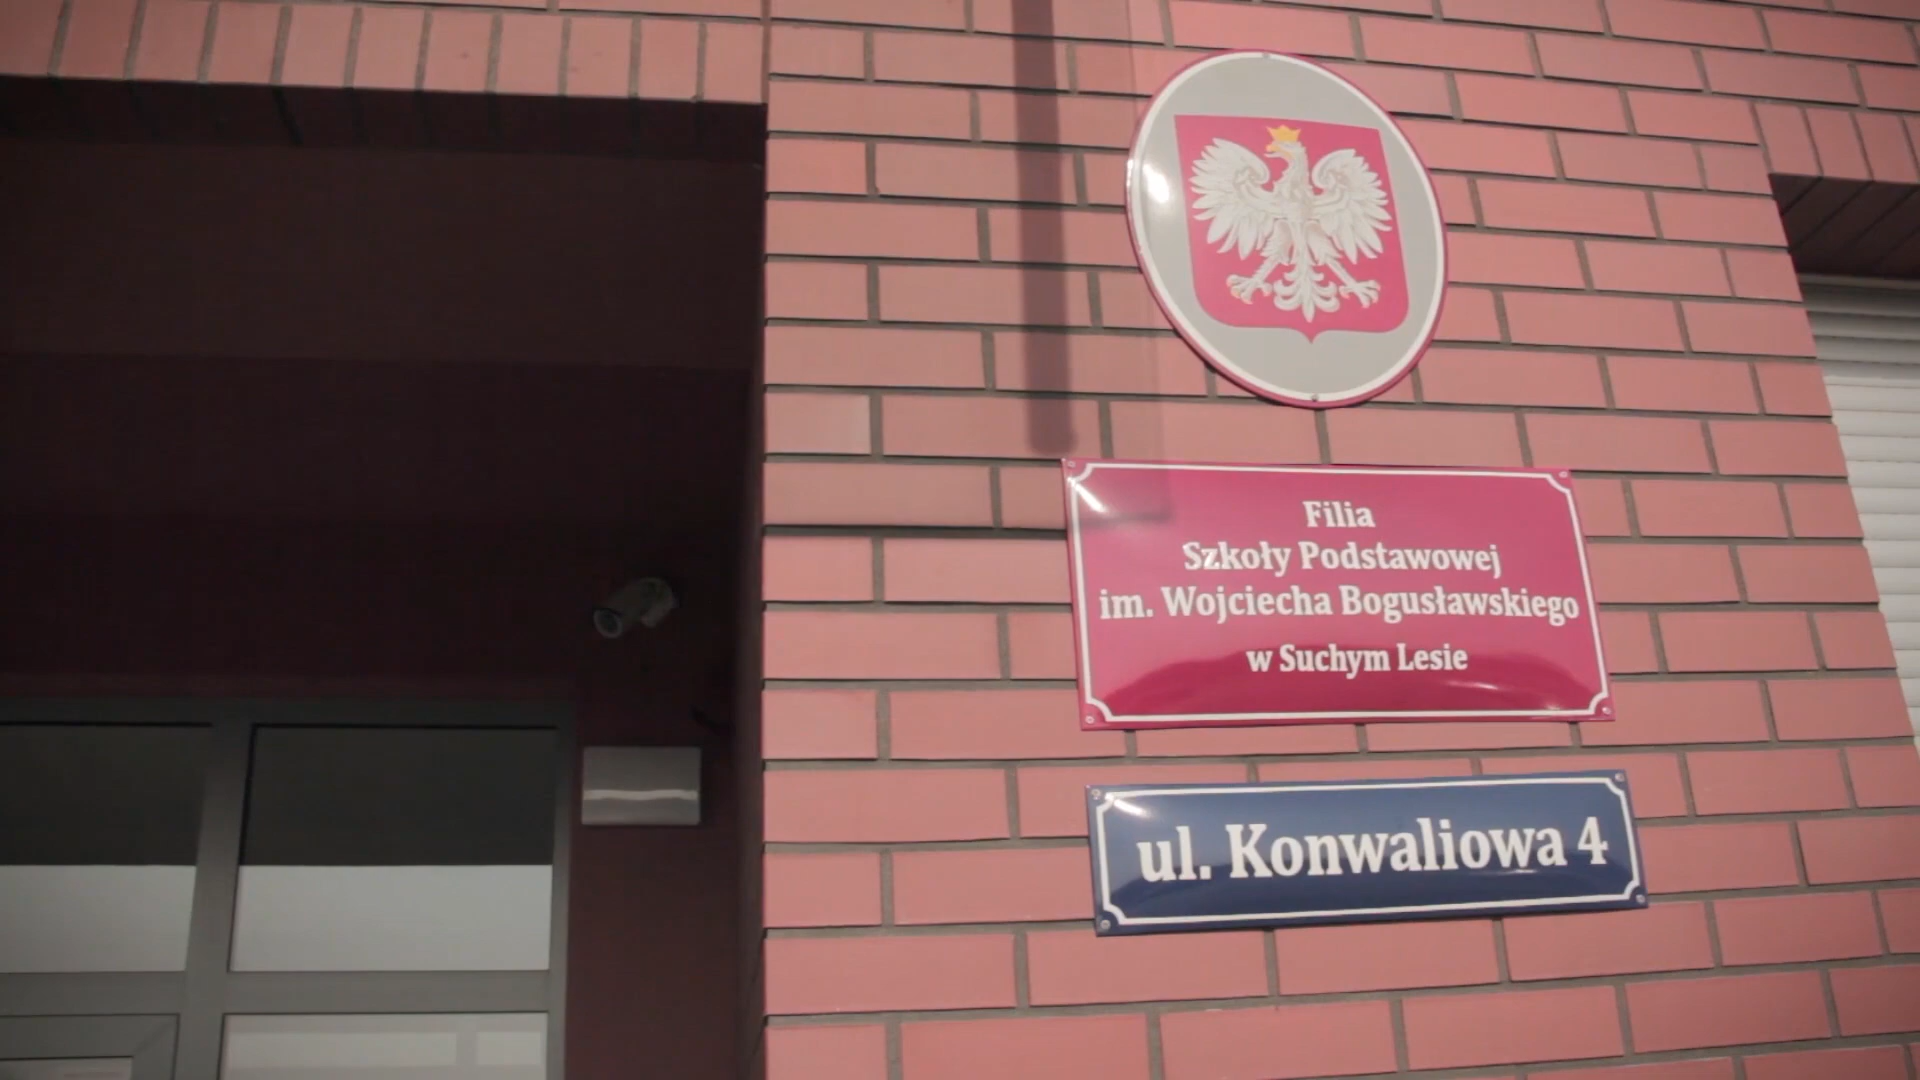 Filia
Szkoły Podstawowej
im. Wojciecha Bogusławskiego
w Suchym Lesie
ul. Konwaliowa 4